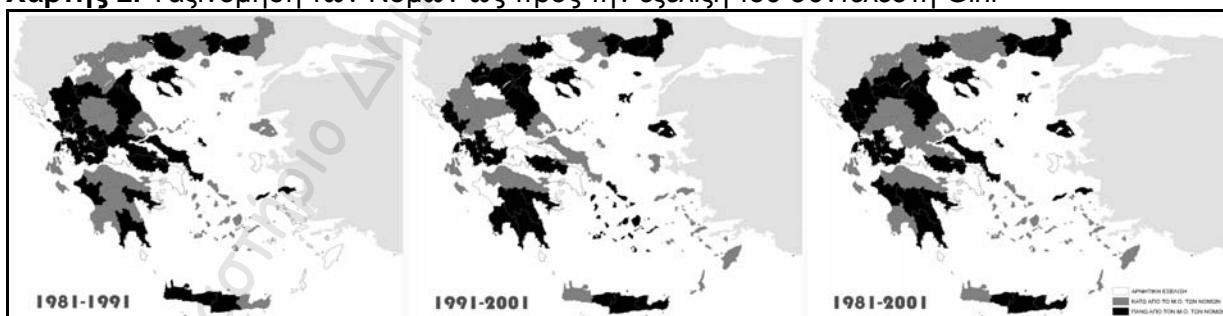 Χάρτης 2: Ταξινόμηση των Νομών ως προς την εξέλιξη του συντελεστή Gini
1981-1991
1991-2001
1981-2001
ΑΡΝΗΤΙΚΗ ΕΞΕΛΙΞΗ
ΚΑΤΩ ΑΠΟ ΤΟ Μ.Ο. ΤΩΝ ΝΟΜΩΝ
ΠΑΝΩ ΑΠΟ ΤΟΝ Μ.Ο. ΤΩΝ ΝΟΜΩΝ